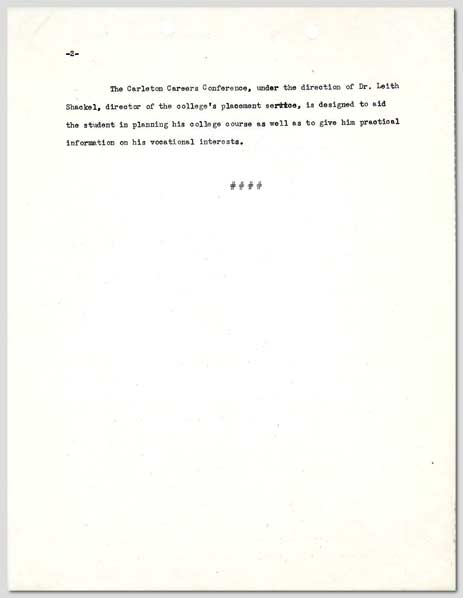 -2-
The Carleton Careers Conference, under the direction of Dr. Leith
Shackel, director of the college's placement service, is designed to aid
the student in planning his college course as well as to give him practical
information on his vocational interests.
####